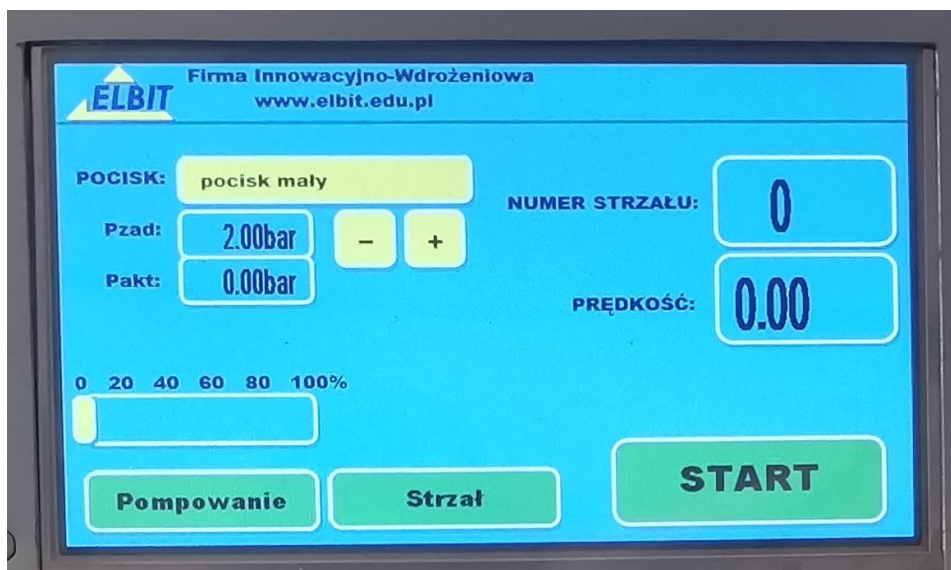 ELBIT
Firma Innowacyjno-Wdrożeniowa
www.elbit.edu.pl
POCISK: pocisk mały
Pzad: 2.00bar - +
Pakt: 0.00bar
NUMER STRZAŁU: 0
PRĘDKOŚĆ: 0.00
0 20 40 60 80 100%
Pompowanie
Strzał
START